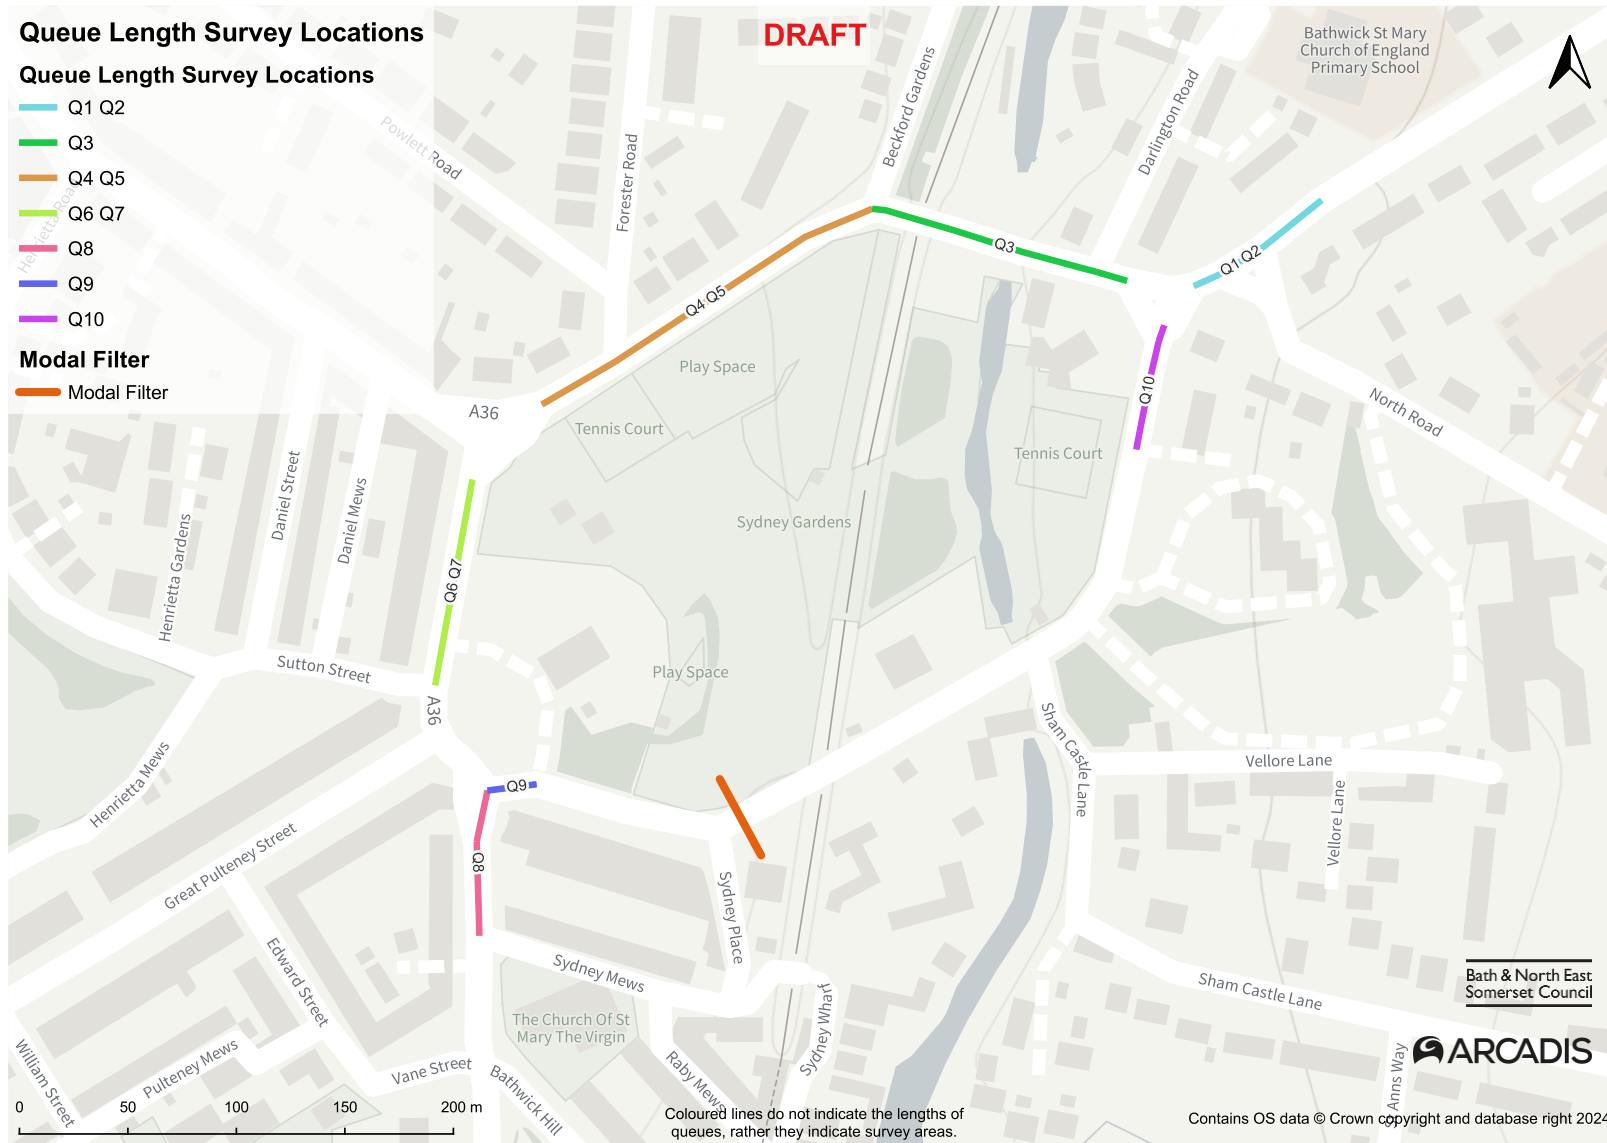 Queue Length Survey Locations
DRAFT
Queue Length Survey Locations
Q1 Q2
Q3
Q4 Q5
Q6 Q7
Q8
Q9
Q10
Modal Filter
Modal Filter
Bathwick St Mary
Church of England
Primary School
Powlett Road
Henrietta Road
Forester Road
Beckford Gardens
Darlington Road
Q3
Q1 Q2
Q4 Q5
Q10
Play Space
A36
Tennis Court
Tennis Court
North Road
Daniel Street
Daniel Mews
Henrietta Gardens
Sydney Gardens
Q6 Q7
Sutton Street
Play Space
A36
Sham Castle Lane
Henrietta Mews
Vellore Lane
Vellore Lane
Q9
Q8
Great Pulteney Street
Sydney Place
Edward Street
Sydney Mews
Sham Castle Lane
Bath & North East
Somerset Council
Sydney Wharf
The Church Of St
Mary The Virgin
ARCADIS
William Street
Pulteney Mews
Vane Street
Bathwick Hill
Raby Mews
St Anns Way
0 50 100 150 200 m
Coloured lines do not indicate the lengths of
queues, rather they indicate survey areas.
Contains OS data © Crown copyright and database right 2024